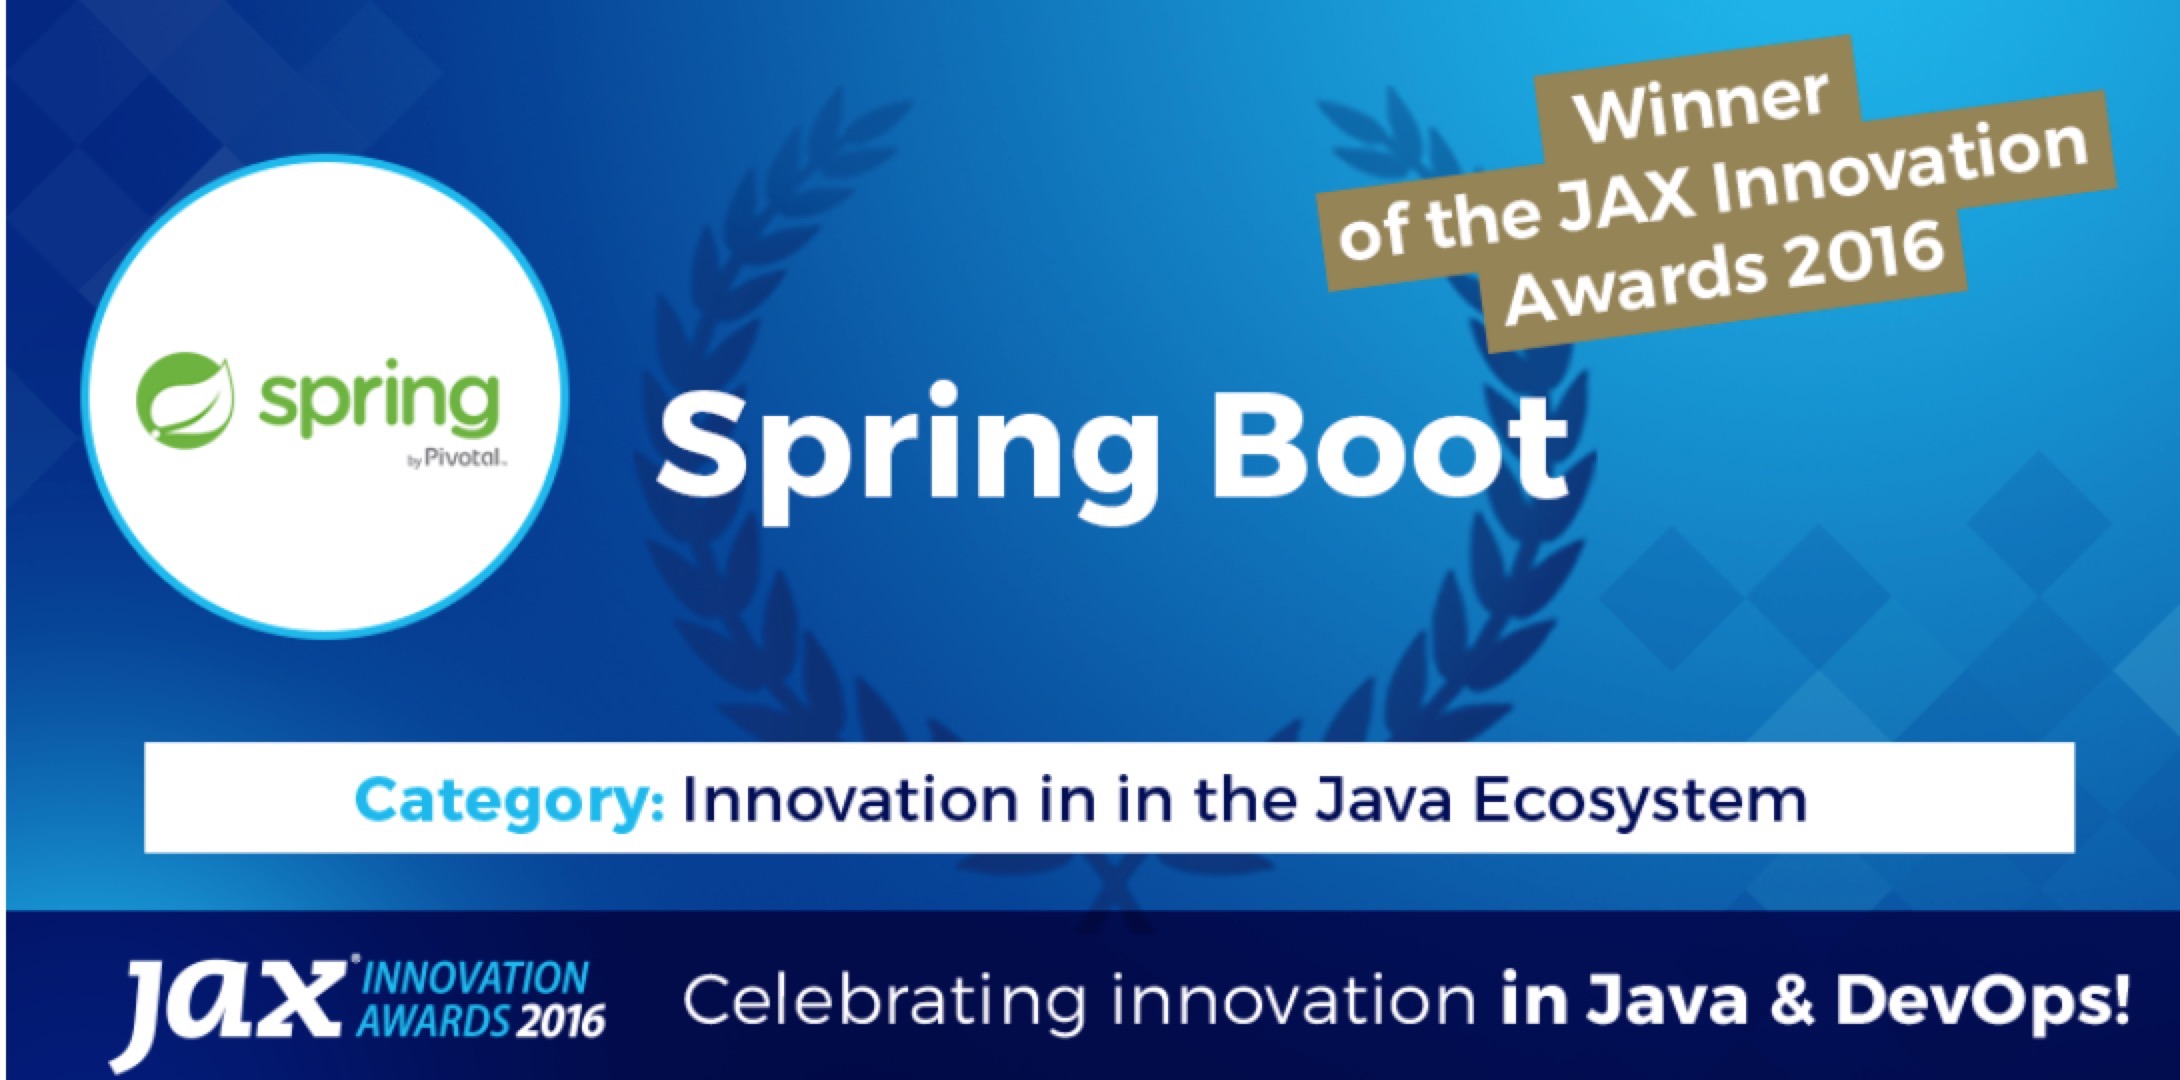 Winner
of the JAX Innovation
Awards 2016
spring
by Pivotal™
Spring Boot
Category: Innovation in in the Java Ecosystem
jax® INNOVATION
AWARDS 2016
Celebrating innovation in Java & DevOps!